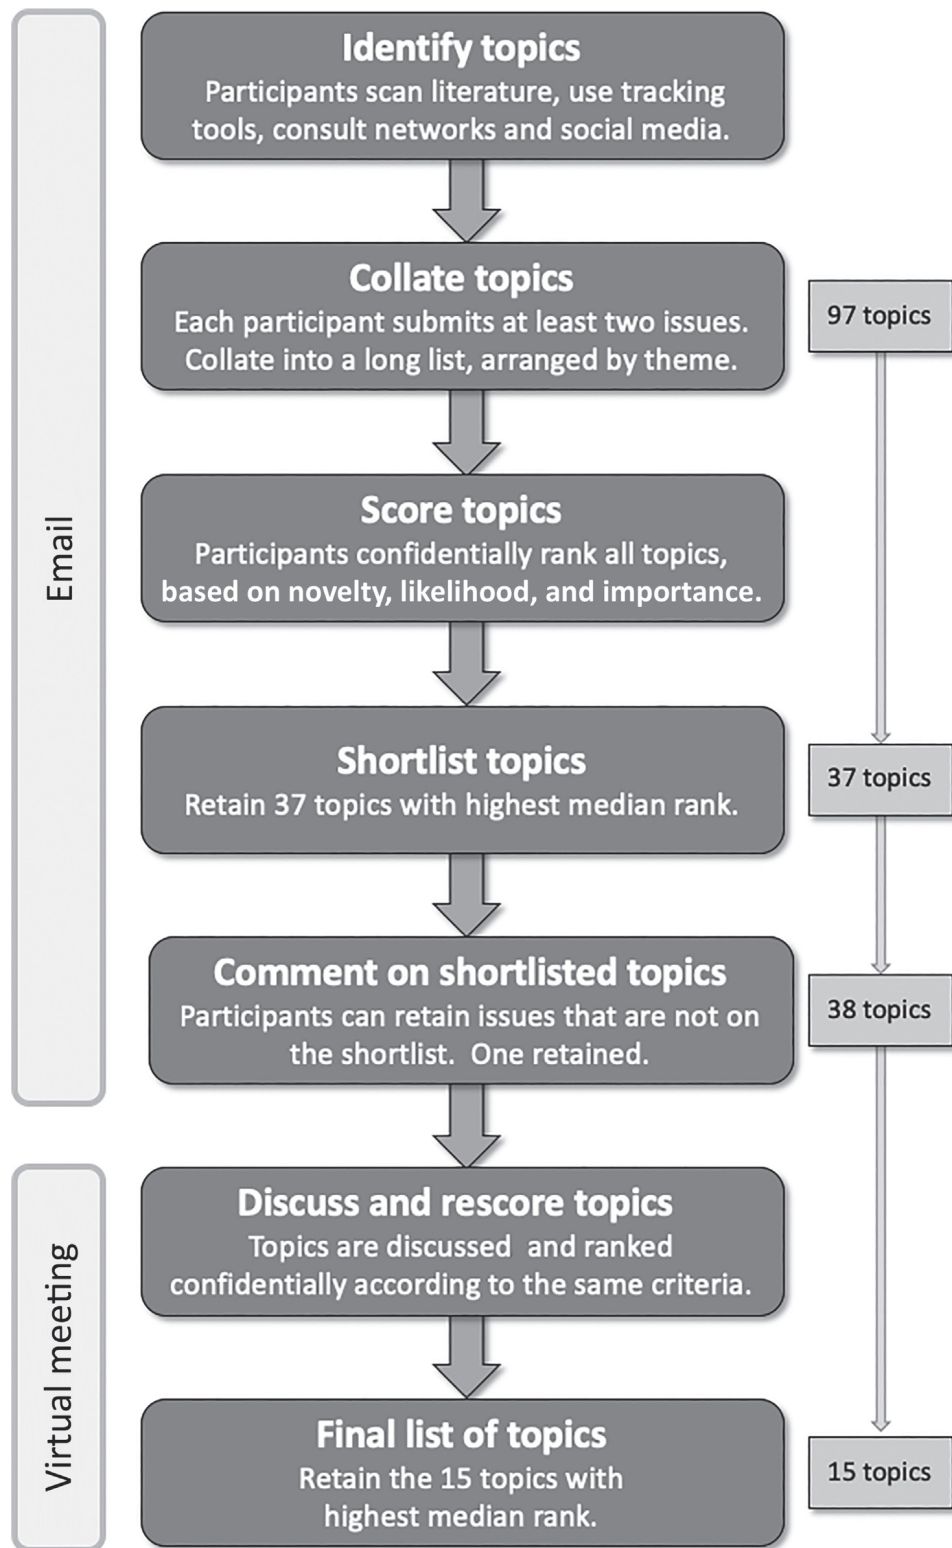 Identify topics
Participants scan literature, use tracking
tools, consult networks and social media.
Collate topics
Each participant submits at least two issues.
Collate into a long list, arranged by theme.
97 topics
Score topics
Participants confidentially rank all topics,
based on novelty, likelihood, and importance.
Email
Shortlist topics
Retain 37 topics with highest median rank.
37 topics
Comment on shortlisted topics
Participants can retain issues that are not on
the shortlist.  One retained.
38 topics
Discuss and rescore topics
Topics are discussed  and ranked
confidentially according to the same criteria.
Virtual meeting
Final list of topics
Retain the 15 topics with
highest median rank.
15 topics